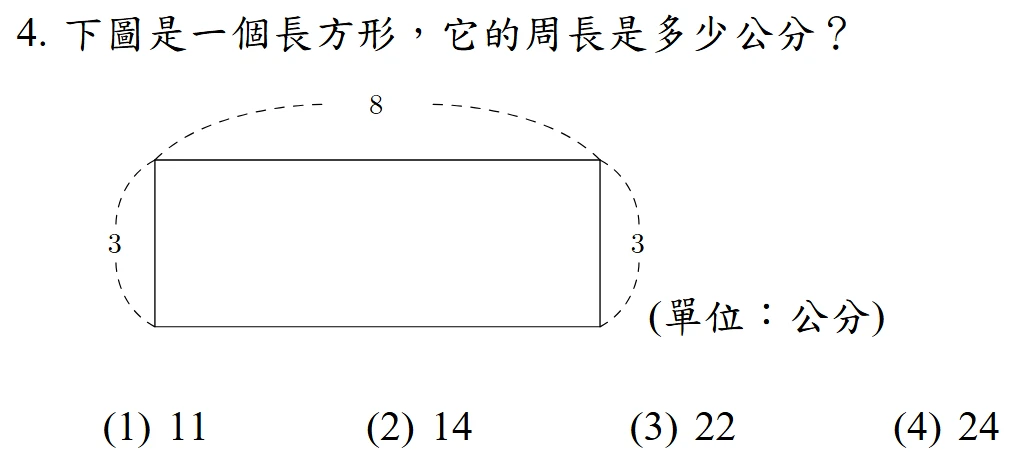 4. 下圖是一個長方形，它的周長是多少公分？
8
3
3
(單位：公分)
(1) 11 (2) 14 (3) 22 (4) 24